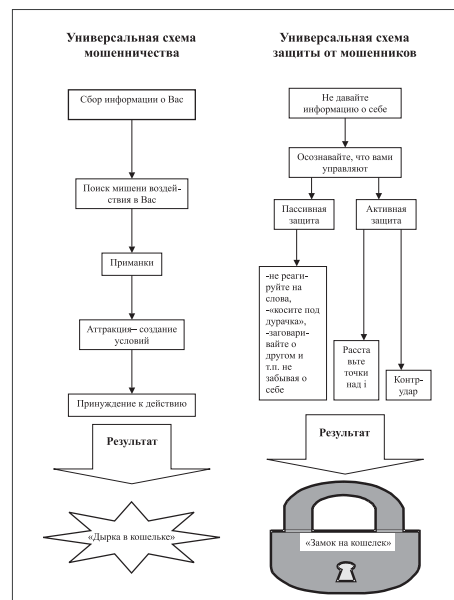 Универсальная схема
мошенничества
Сбор информации о Вас
Поиск мишени воздей-
ствия в Вас
Приманки
Аттракция– создание
условий
Принуждение к действию
Результат
«Дырка в кошельке»
Универсальная схема
защиты от мошенников
Не давайте
информацию о себе
Осознавайте, что вами
управляют
Пассивная
защита
Активная
защита
-не реаги-
руйте на
слова,
-«косите под
дурачка»,
-заговари-
вайте о
другом и
т.п. не
забывая о
себе
Расста
вьте
точки
над i
Контр-
удар
Результат
«Замок на кошелек»